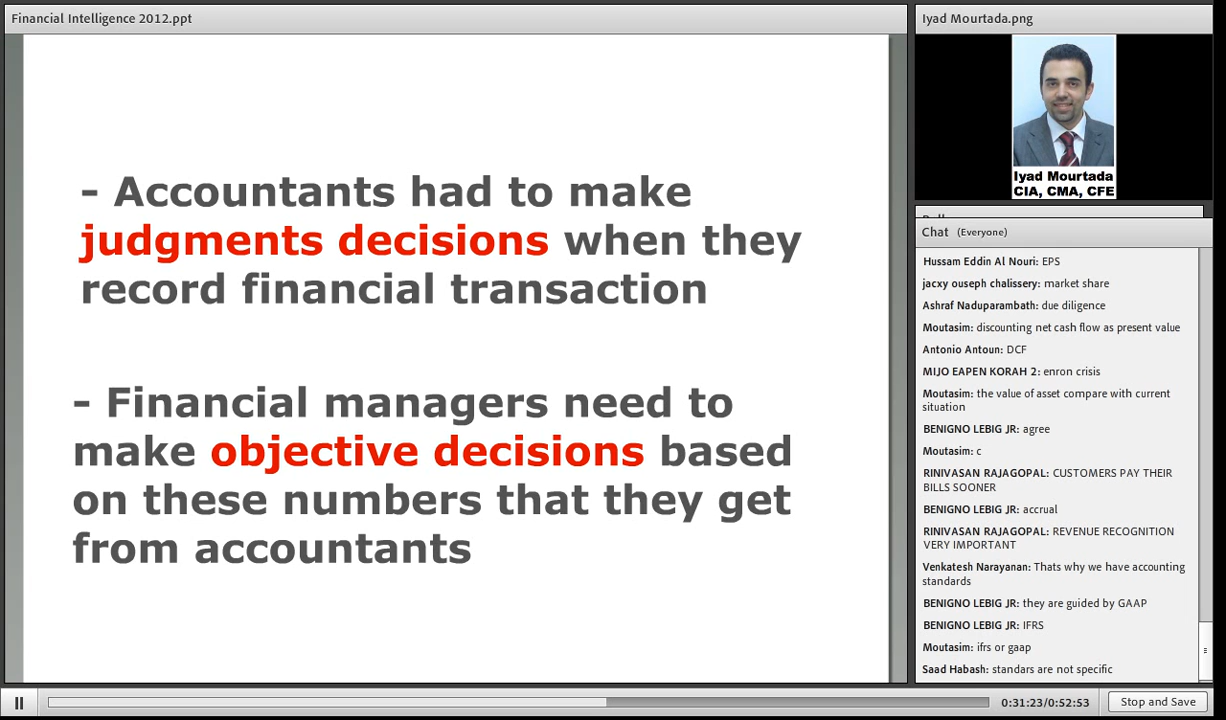 Financial Intelligence 2012.ppt
- Accountants had to make
judgments decisions when they
record financial transaction
- Financial managers need to
make objective decisions based
on these numbers that they get
from accountants
Iyad Mourtada.png
Iyad Mourtada
CIA, CMA, CFE
Chat (Everyone)
Hussam Eddin Al Nouri: EPS
jacxy ouseph chalissery: market share
Ashraf Naduparambath: due diligence
Moutasim: discounting net cash flow as present value
Antonio Antoun: DCF
MIJO EAPEN KORAH 2: enron crisis
Moutasim: the value of asset compare with current
situation
BENIGNO LEBIG JR: agree
Moutasim: c
RINIVASAN RAJAGOPAL: CUSTOMERS PAY THEIR
BILLS SOONER
BENIGNO LEBIG JR: accrual
RINIVASAN RAJAGOPAL: REVENUE RECOGNITION
VERY IMPORTANT
Venkatesh Narayanan: Thats why we have accounting
standards
BENIGNO LEBIG JR: they are guided by GAAP
BENIGNO LEBIG JR: IFRS
Moutasim: ifrs or gaap
Saad Habash: standars are not specific
0:31:23/0:52:53
Stop and Save